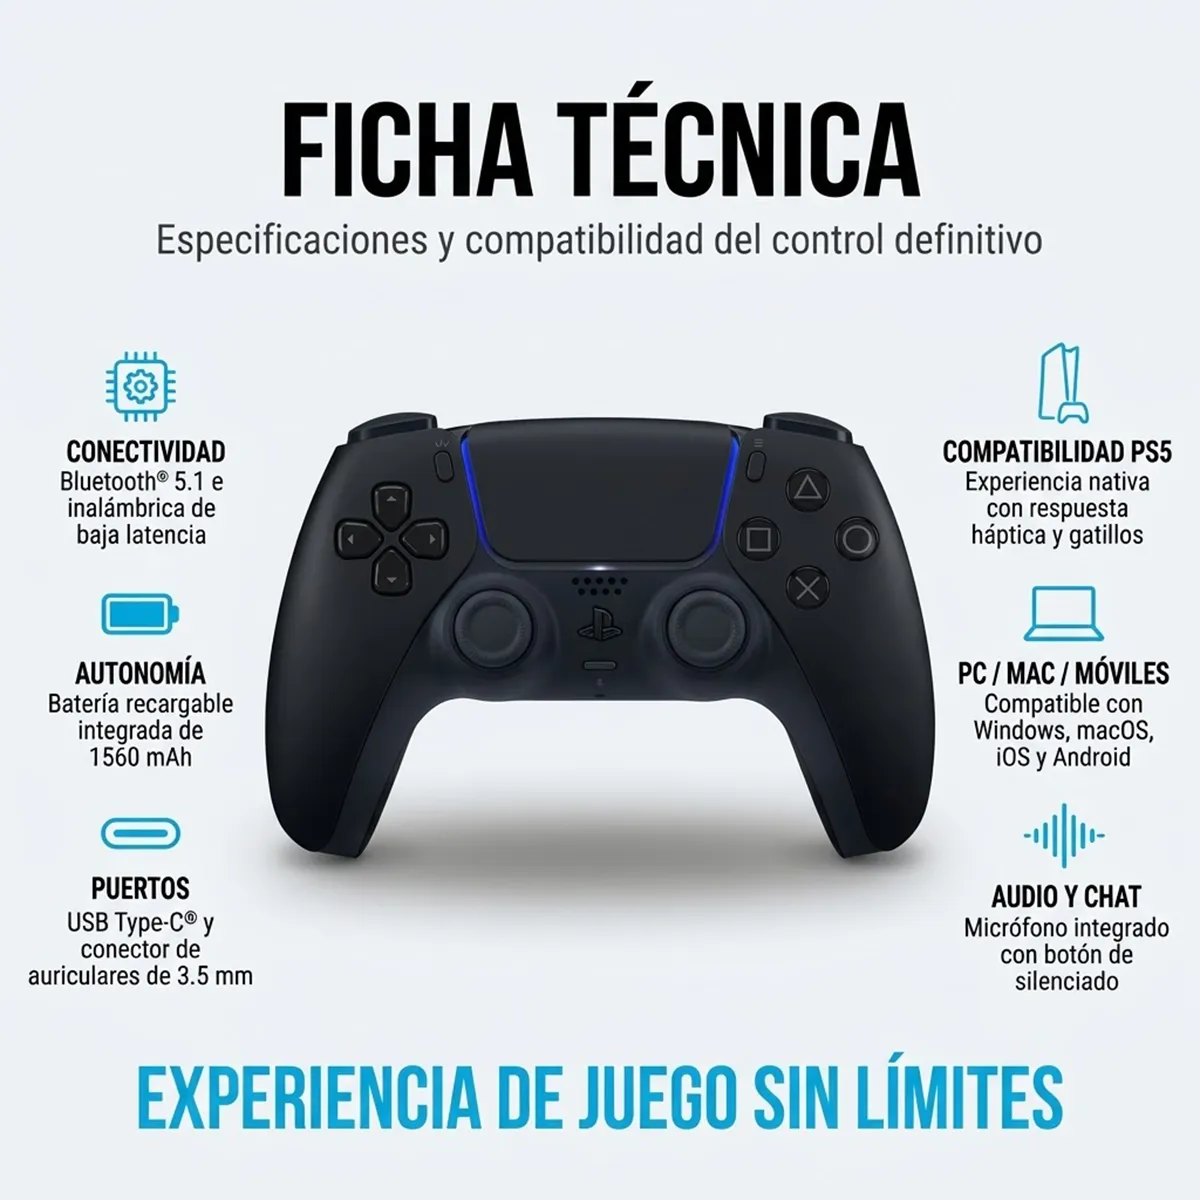 FICHA TÉCNICA
Especificaciones y compatibilidad del control definitivo
CONECTIVIDAD
Bluetooth® 5.1 e
inalámbrica de
baja latencia
AUTONOMÍA
Batería recargable
integrada de
1560 mAh
PUERTOS
USB Type-C® y
conector de
auriculares de 3.5 mm
COMPATIBILIDAD PS5
Experiencia nativa
con respuesta
háptica y gatillos
PC / MAC / MÓVILES
Compatible con
Windows, macOS,
iOS y Android
AUDIO Y CHAT
Micrófono integrado
con botón de
silenciado
EXPERIENCIA DE JUEGO SIN LÍMITES